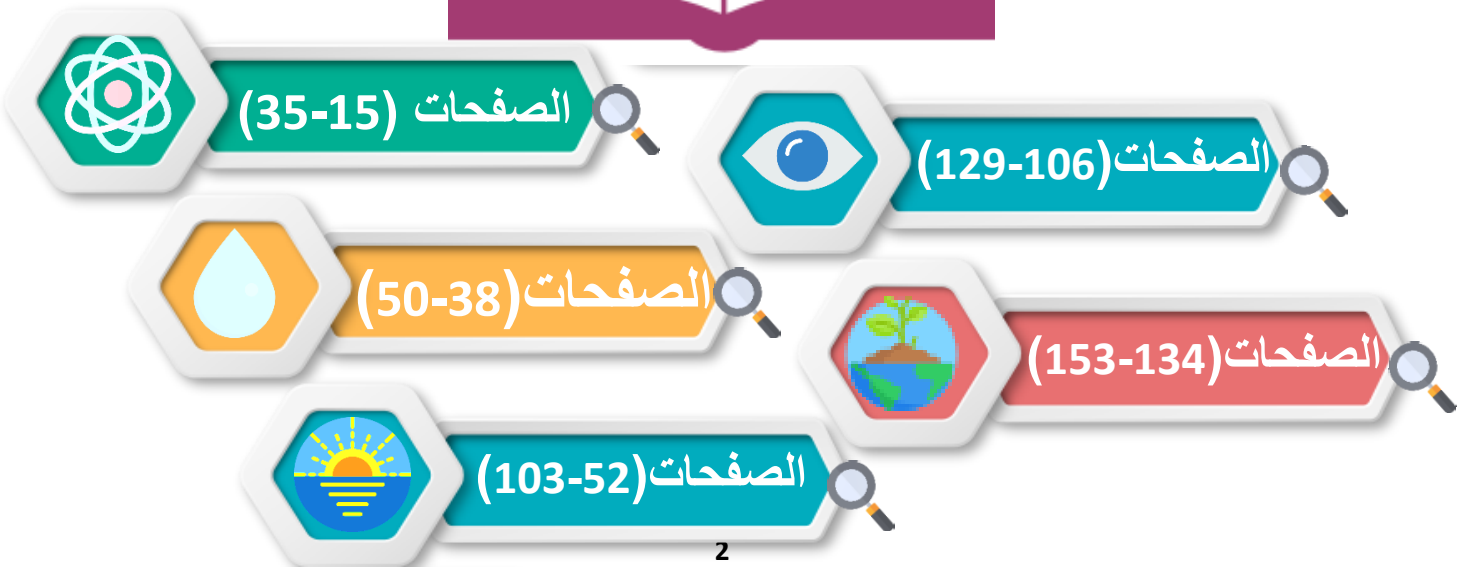 الصفحات (15-35)
الصفحات(38-50)
الصفحات(52-103)
الصفحات(106-129)
الصفحات(134-153)
2